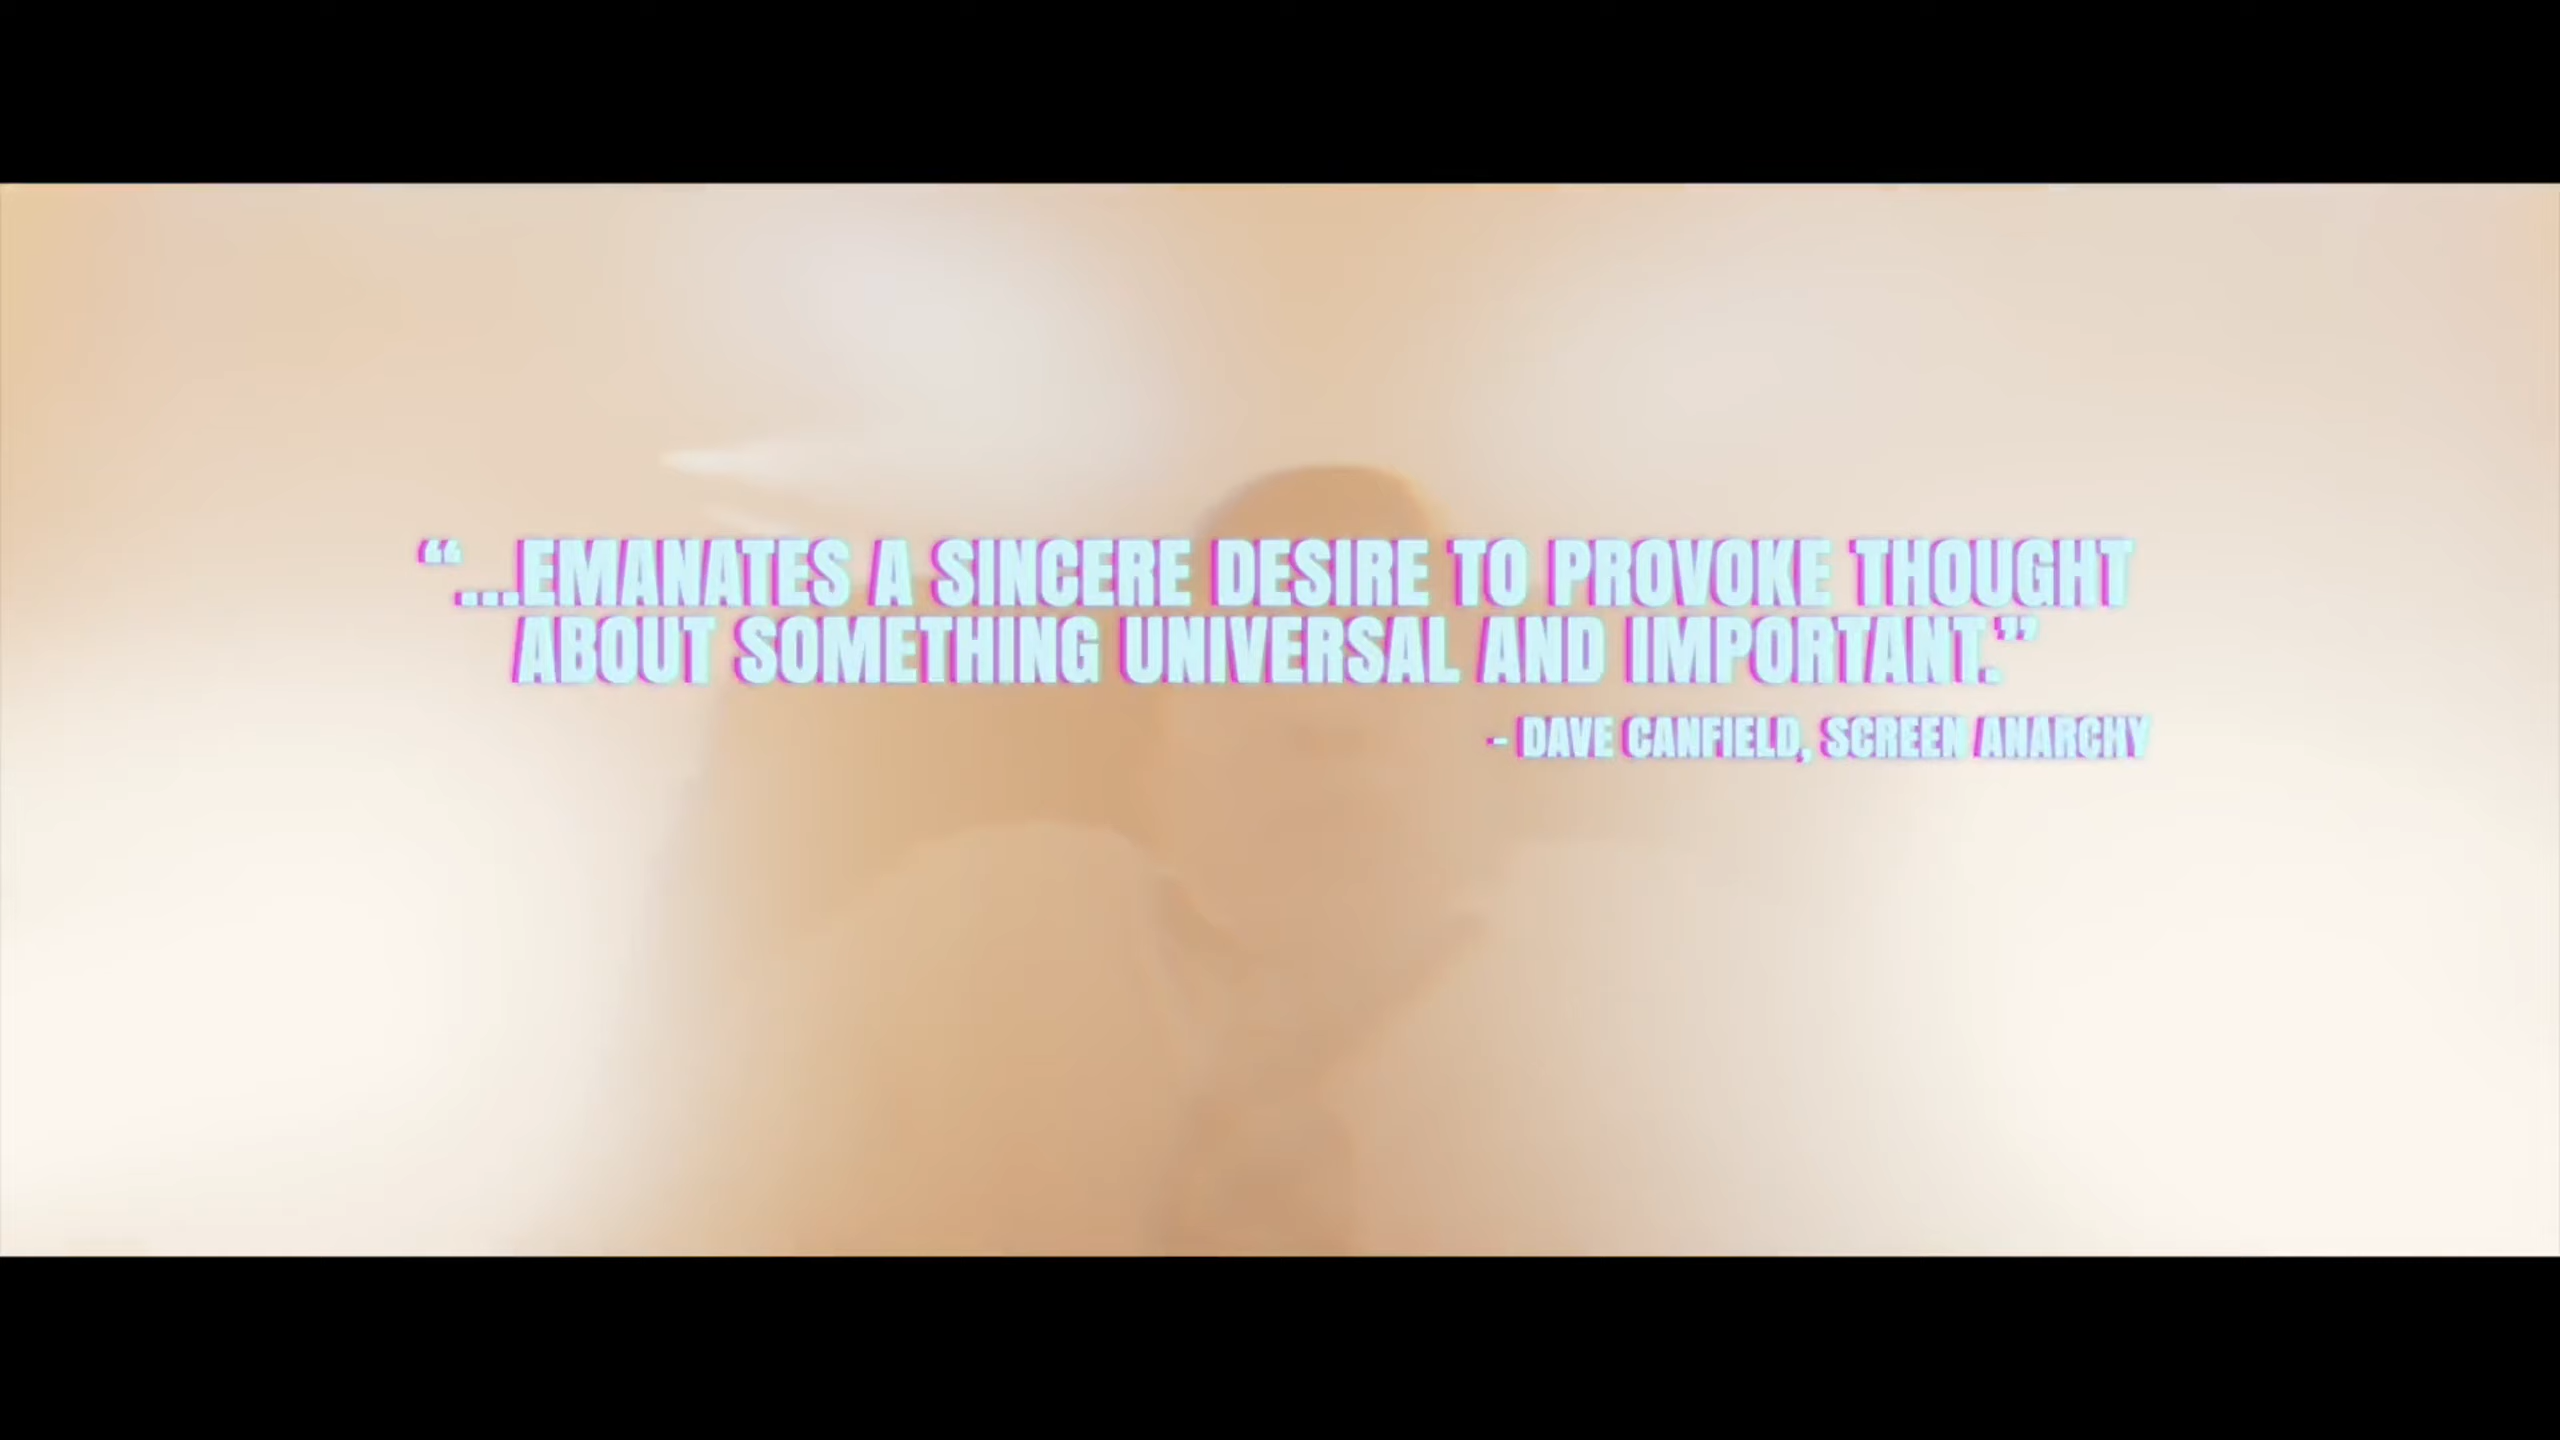 “...EMANATES A SINCERE DESIRE TO PROVOKE THOUGHT
ABOUT SOMETHING UNIVERSAL AND IMPORTANT.”
- DAVE CANFIELD, SCREEN ANARCHY